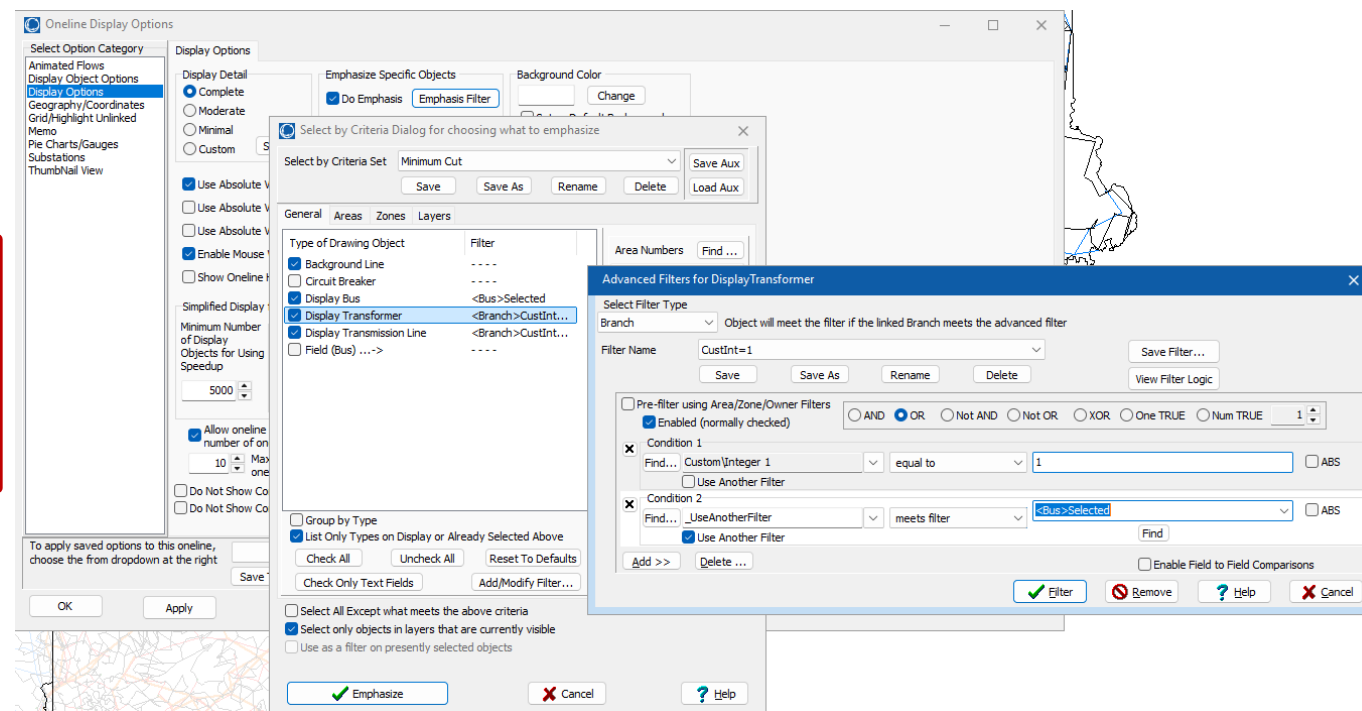 Oneline Display Options
Select Option Category
Animated Flows
Display Object Options
Display Options
Geography/Coordinates
Grid/Highlight Unlinked
Memo
Pie Charts/Gauges
Substations
ThumbNail View
Display Options
Display Detail
Complete
Moderate
Minimal
Custom
Emphasize Specific Objects
Do Emphasis
Emphasis Filter
Background Color
Change
Use Absolute
Use Absolute
Use Absolute
Enable Mouse
Show Oneline
Simplified Display
Minimum Number
of Display
Objects for Using
Speedup
5000
Allow oneline
number of
10
Do Not Show
Do Not Show
To apply saved options to this oneline,
choose the from dropdown at the right
Save
OK
Apply
Select by Criteria Dialog for choosing what to emphasize
Select by Criteria Set
Minimum Cut
Save Aux
Save
Save As
Rename
Delete
Load Aux
General
Areas
Zones
Layers
Type of Drawing Object
Filter
Background Line
- - - -
Circuit Breaker
- - - -
Display Bus
<Bus>Selected
Display Transformer
<Branch>CustInt...
Display Transmission Line
<Branch>CustInt...
Field (Bus) ...->
- - - -
Area Numbers
Find ...
Group by Type
List Only Types on Display or Already Selected Above
Check All
Uncheck All
Reset To Defaults
Check Only Text Fields
Add/Modify Filter...
Select All Except what meets the above criteria
Select only objects in layers that are currently visible
Use as a filter on presently selected objects
Emphasize
Cancel
Help
Advanced Filters for DisplayTransformer
Select Filter Type
Branch
Object will meet the filter if the linked Branch meets the advanced filter
Filter Name
CustInt=1
Save Filter...
Save
Save As
Rename
Delete
View Filter Logic
Pre-filter using Area/Zone/Owner Filters
Enabled (normally checked)
AND
OR
Not AND
Not OR
XOR
One TRUE
Num TRUE
1
Condition 1
Find...
Custom\Integer 1
equal to
1
ABS
Use Another Filter
Condition 2
Find...
_UseAnotherFilter
meets filter
<Bus>Selected
ABS
Use Another Filter
Find
Add >>
Delete ...
Enable Field to Field Comparisons
Filter
Remove
Help
Cancel